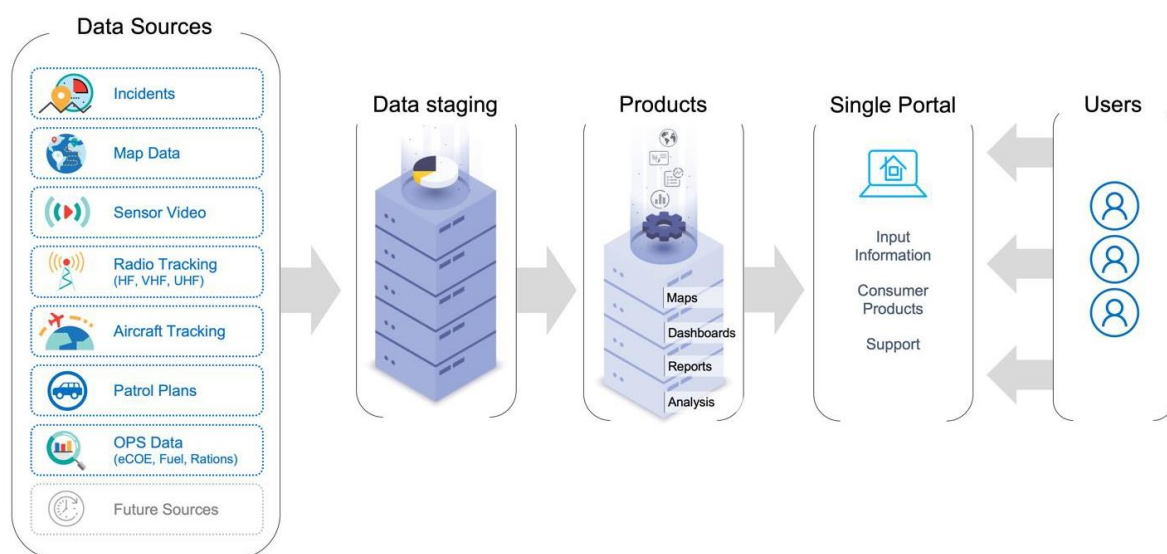 Data Sources
Incidents
Map Data
Sensor Video
Radio Tracking
(HF, VHF, UHF)
Aircraft Tracking
Patrol Plans
OPS Data
(eCOE, Fuel, Rations)
Future Sources
Data staging
Products
Maps
Dashboards
Reports
Analysis
Single Portal
Input
Information
Consumer
Products
Support
Users